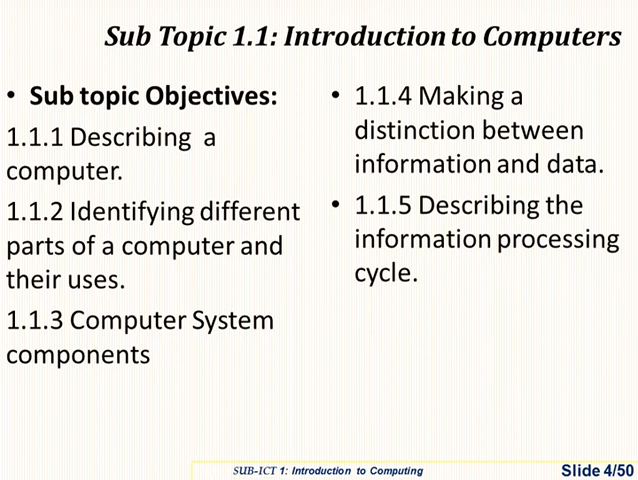 Sub Topic 1.1: Introduction to Computers
• Sub topic Objectives:
1.1.1 Describing a
computer.
1.1.2 Identifying different
parts of a computer and
their uses.
1.1.3 Computer System
components
• 1.1.4 Making a
distinction between
information and data.
• 1.1.5 Describing the
information processing
cycle.
SUB-ICT 1: Introduction to Computing
Slide 4/50